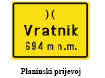 )(
Vratnik
694 m n.m.
Planinski prijevoj